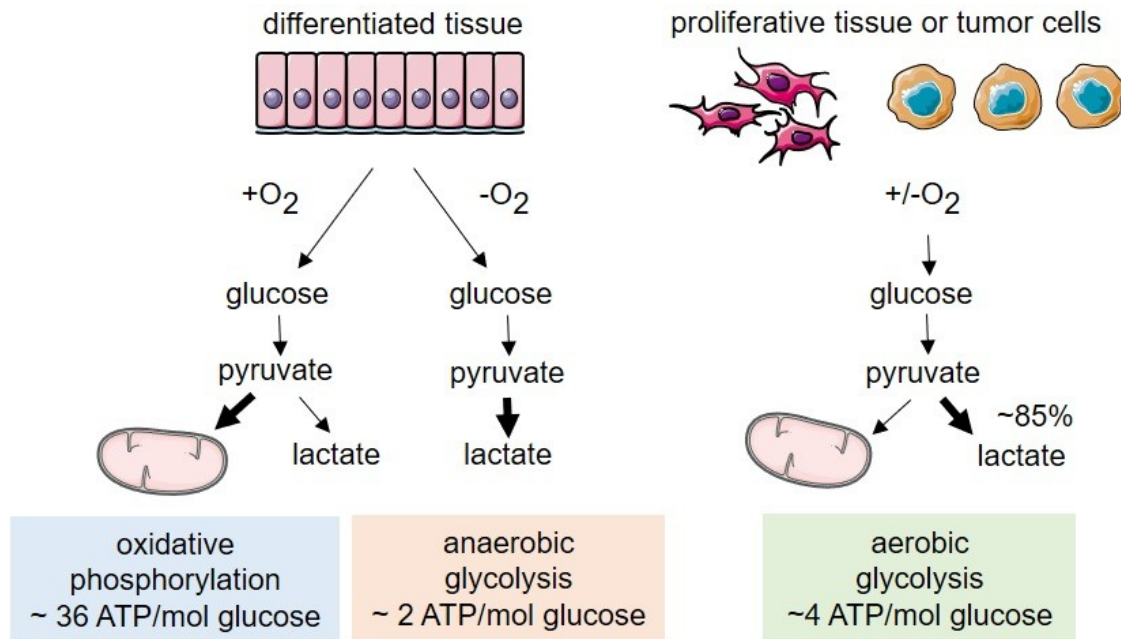 differentiated tissue
proliferative tissue or tumor cells
+O2
-O2
+/-O2
glucose
glucose
glucose
pyruvate
pyruvate
pyruvate
~85%
lactate
lactate
lactate
oxidative
phosphorylation
~ 36 ATP/mol glucose
anaerobic
glycolysis
~ 2 ATP/mol glucose
aerobic
glycolysis
~4 ATP/mol glucose